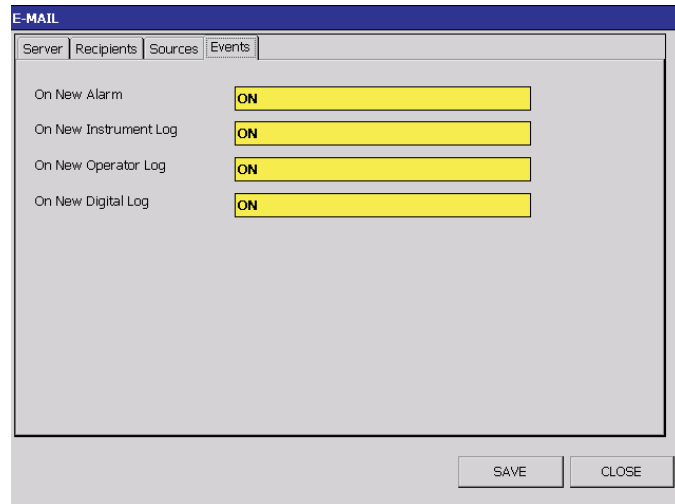 E-MAIL
Server Recipients Sources Events
On New Alarm ON
On New Instrument Log ON
On New Operator Log ON
On New Digital Log ON
SAVE CLOSE